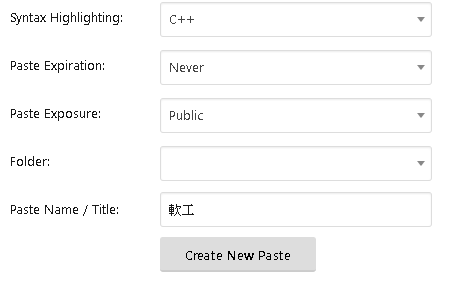 Syntax Highlighting: C++
Paste Expiration: Never
Paste Exposure: Public
Folder:
Paste Name / Title: 軟工
Create New Paste